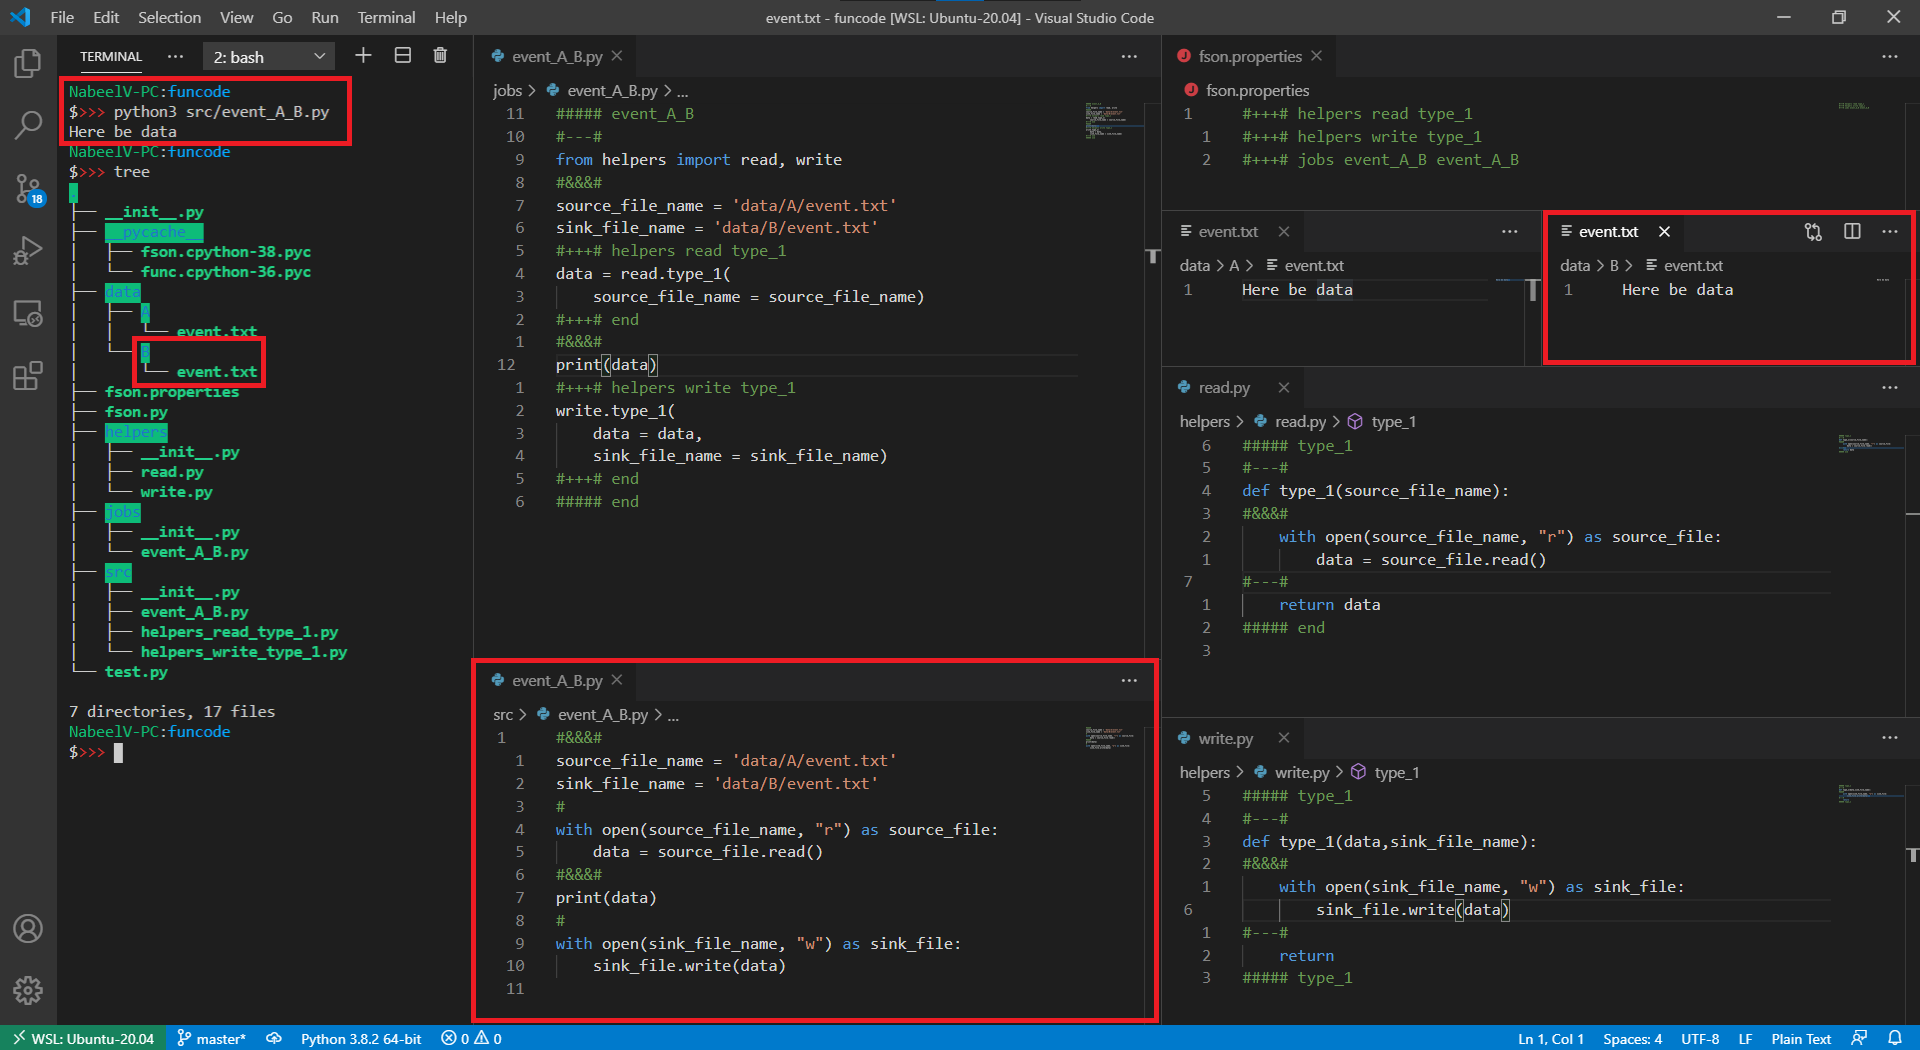 File Edit Selection View Go Run Terminal Help
event.txt - funcode [WSL: Ubuntu-20.04] - Visual Studio Code
18
TERMINAL ··· 2: bash
NabeelV-PC:funcode
$>>> python3 src/event_A_B.py
Here be data
NabeelV-PC:funcode
$>>> tree
.
├── __init__.py
├── __pycache__
│   ├── fson.cpython-38.pyc
│   └── func.cpython-36.pyc
├── data
│   ├── A
│   │   └── event.txt
│   └── B
│       └── event.txt
├── fson.properties
├── fson.py
├── helpers
│   ├── __init__.py
│   ├── read.py
│   └── write.py
├── jobs
│   ├── __init__.py
│   └── event_A_B.py
├── src
│   ├── __init__.py
│   ├── event_A_B.py
│   ├── helpers_read_type_1.py
│   └── helpers_write_type_1.py
└── test.py
7 directories, 17 files
NabeelV-PC:funcode
$>>>
event_A_B.py
jobs > event_A_B.py > ...
11 ##### event_A_B
10 #---#
9 from helpers import read, write
8 #&&&#
7 source_file_name = 'data/A/event.txt'
6 sink_file_name = 'data/B/event.txt'
5 #+++# helpers read type_1
4 data = read.type_1(
3     source_file_name = source_file_name)
2 #+++# end
1 #&&&#
12 print(data)
1 #+++# helpers write type_1
2 write.type_1(
3     data = data,
4     sink_file_name = sink_file_name)
5 #+++# end
6 ##### end
event_A_B.py
src > event_A_B.py > ...
1 #&&&#
1 source_file_name = 'data/A/event.txt'
2 sink_file_name = 'data/B/event.txt'
3 #
4 with open(source_file_name, "r") as source_file:
5     data = source_file.read()
6 #&&&#
7 print(data)
8 #
9 with open(sink_file_name, "w") as sink_file:
10     sink_file.write(data)
11
fson.properties
fson.properties
1 #+++# helpers read type_1
1 #+++# helpers write type_1
2 #+++# jobs event_A_B event_A_B
event.txt
data > A > event.txt
1 Here be data
event.txt
data > B > event.txt
1 Here be data
read.py
helpers > read.py > type_1
6 ##### type_1
5 #---#
4 def type_1(source_file_name):
3 #&&&#
2     with open(source_file_name, "r") as source_file:
1         data = source_file.read()
7 #---#
1     return data
2 ##### end
3
write.py
helpers > write.py > type_1
5 ##### type_1
4 #---#
3 def type_1(data,sink_file_name):
2 #&&&#
1     with open(sink_file_name, "w") as sink_file:
6         sink_file.write(data)
1 #---#
2     return
3 ##### type_1
WSL: Ubuntu-20.04 master* Python 3.8.2 64-bit 0 0 Ln 1, Col 1 Spaces: 4 UTF-8 LF Plain Text